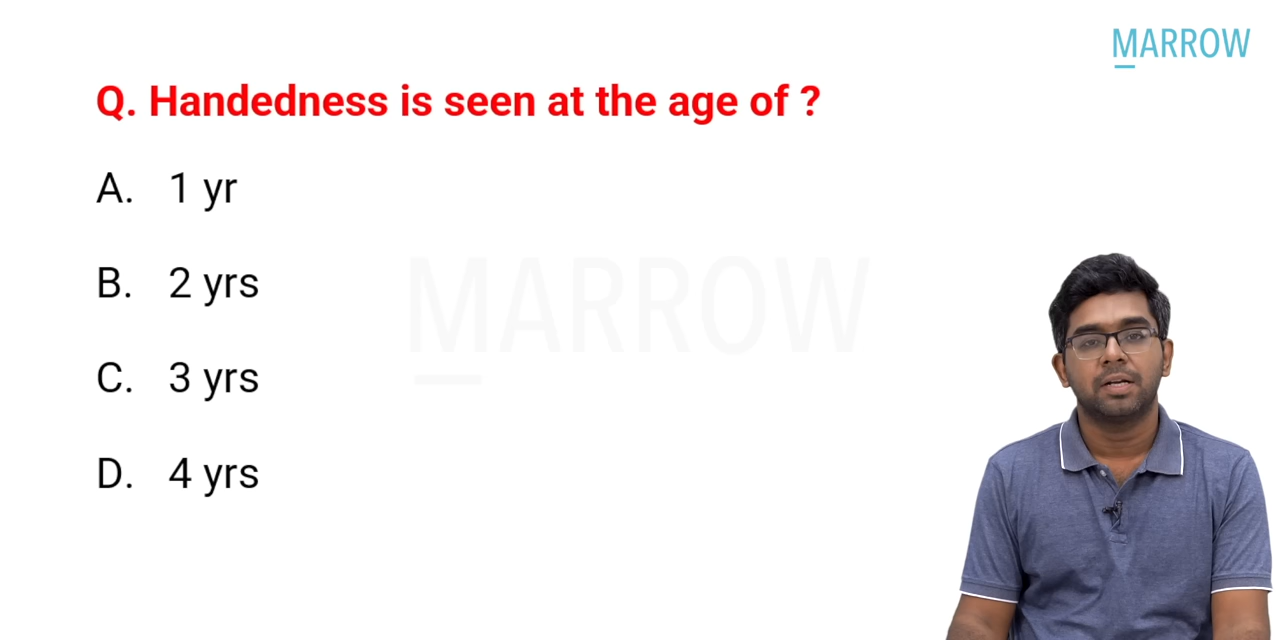 MARROW
Q. Handedness is seen at the age of ?
A. 1 yr
B. 2 yrs
MARROW
C. 3 yrs
D. 4 yrs